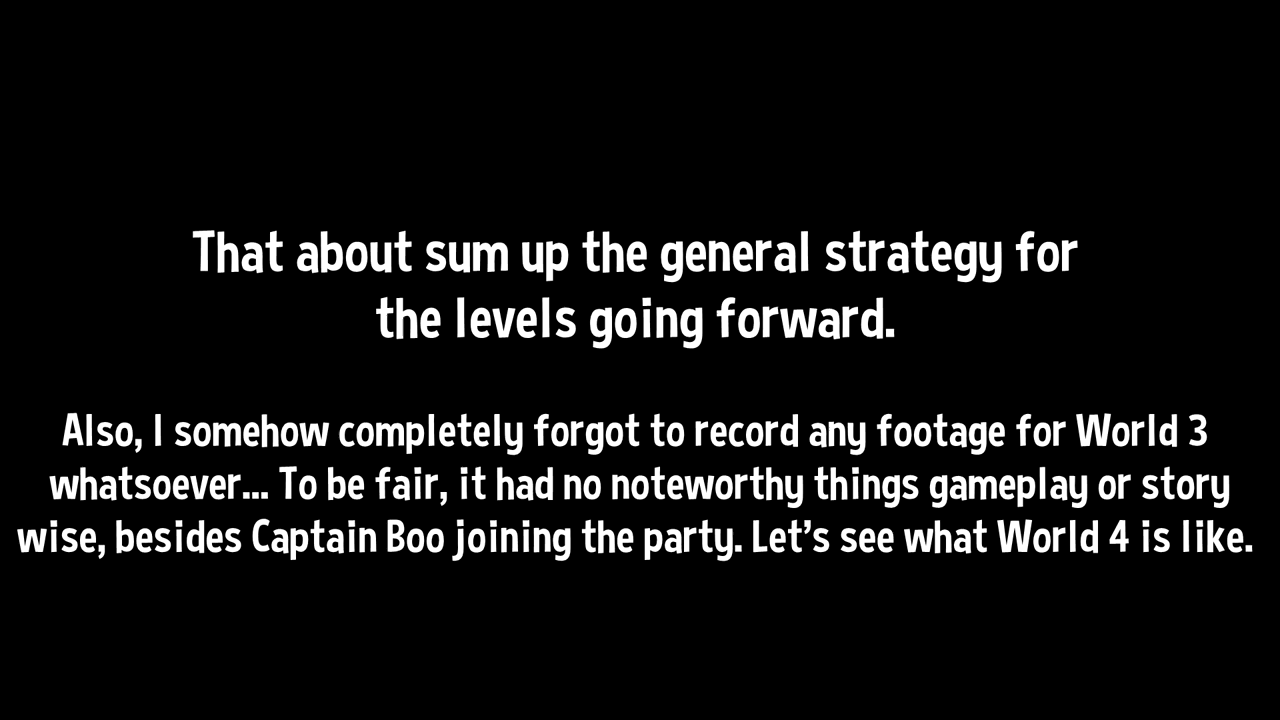 That about sum up the general strategy for
the levels going forward.
Also, I somehow completely forgot to record any footage for World 3
whatsoever... To be fair, it had no noteworthy things gameplay or story
wise, besides Captain Boo joining the party. Let's see what World 4 is like.